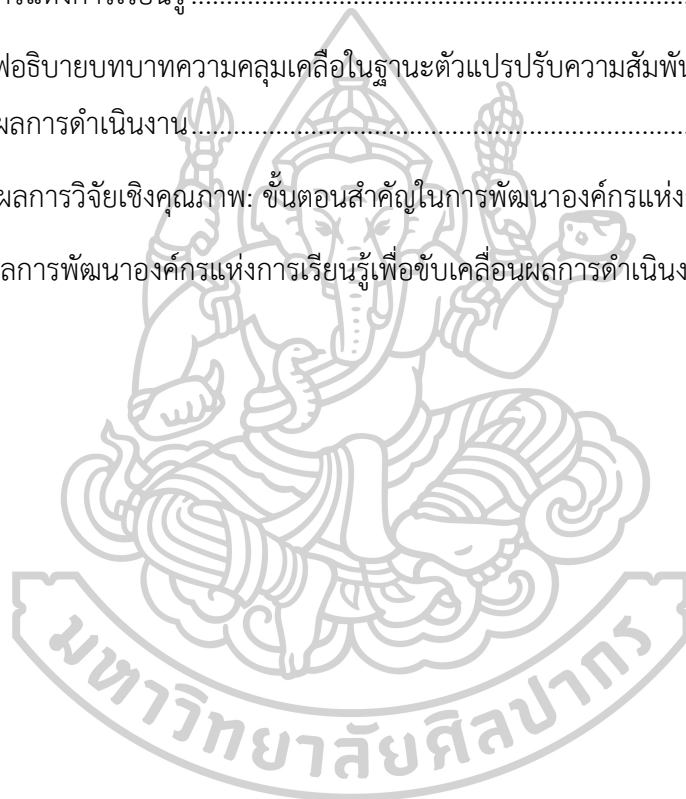 รแห่งการเรียนรู้
ฟอธิบายบทบาทความคลุมเครือในฐานะตัวแปรปรับความสัมพัน
ผลการดำเนินงาน
ผลการวิจัยเชิงคุณภาพ: ขั้นตอนสำคัญในการพัฒนาองค์กรแห่ง
ลการพัฒนาองค์กรแห่งการเรียนรู้เพื่อขับเคลื่อนผลการดำเนินง
มหาวิทยาลัยศิลปากร